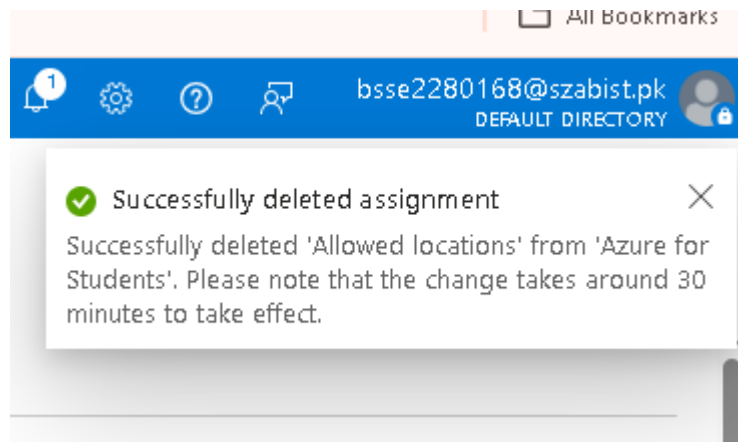 All Bookmarks
1
bsse2280168@szabist.pk
DEFAULT DIRECTORY
Successfully deleted assignment
Successfully deleted 'Allowed locations' from 'Azure for
Students'. Please note that the change takes around 30
minutes to take effect.